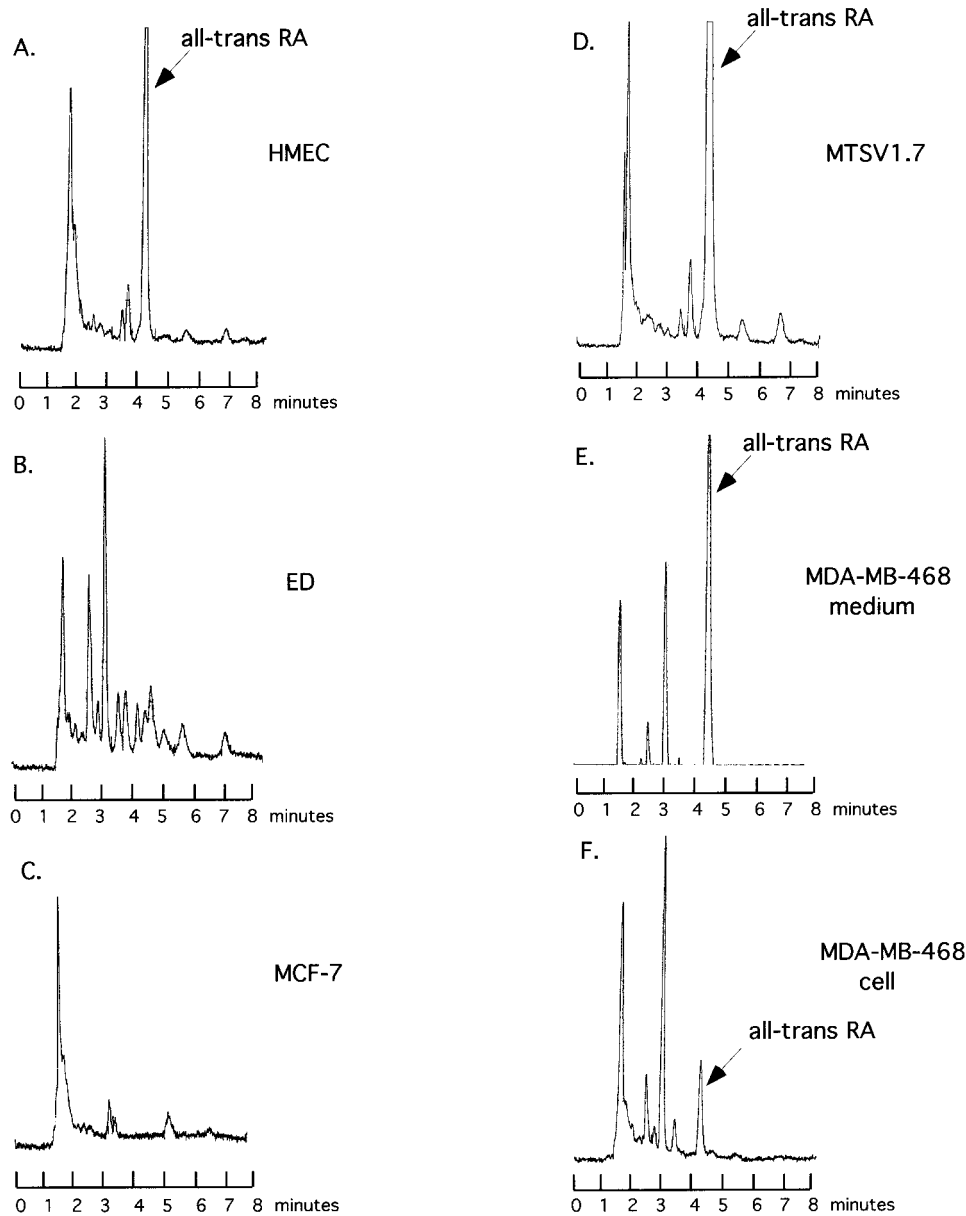 A.
all-trans RA
HMEC
0 1 2 3 4 5 6 7 8 minutes
B.
ED
0 1 2 3 4 5 6 7 8 minutes
C.
MCF-7
0 1 2 3 4 5 6 7 8 minutes
D.
all-trans RA
MTSV1.7
0 1 2 3 4 5 6 7 8 minutes
E.
all-trans RA
MDA-MB-468
medium
0 1 2 3 4 5 6 7 8 minutes
F.
MDA-MB-468
cell
all-trans RA
0 1 2 3 4 5 6 7 8 minutes